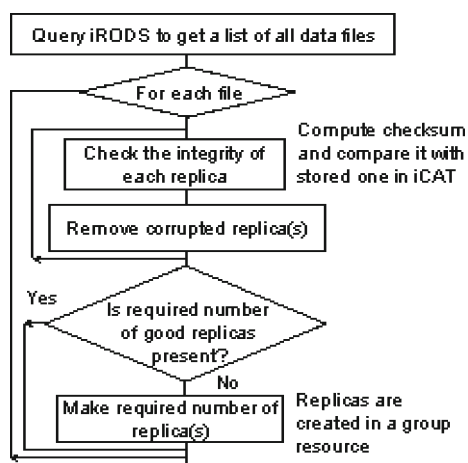 Query iRODS to get a list of all data files
For each file
Compute checksum
and compare it with
stored one in iCAT
Check the integrity of
each replica
Remove corrupted replica(s)
Yes
Is required number
of good replicas
present?
No
Make required number of
replica(s)
Replicas are
created in a group
resource